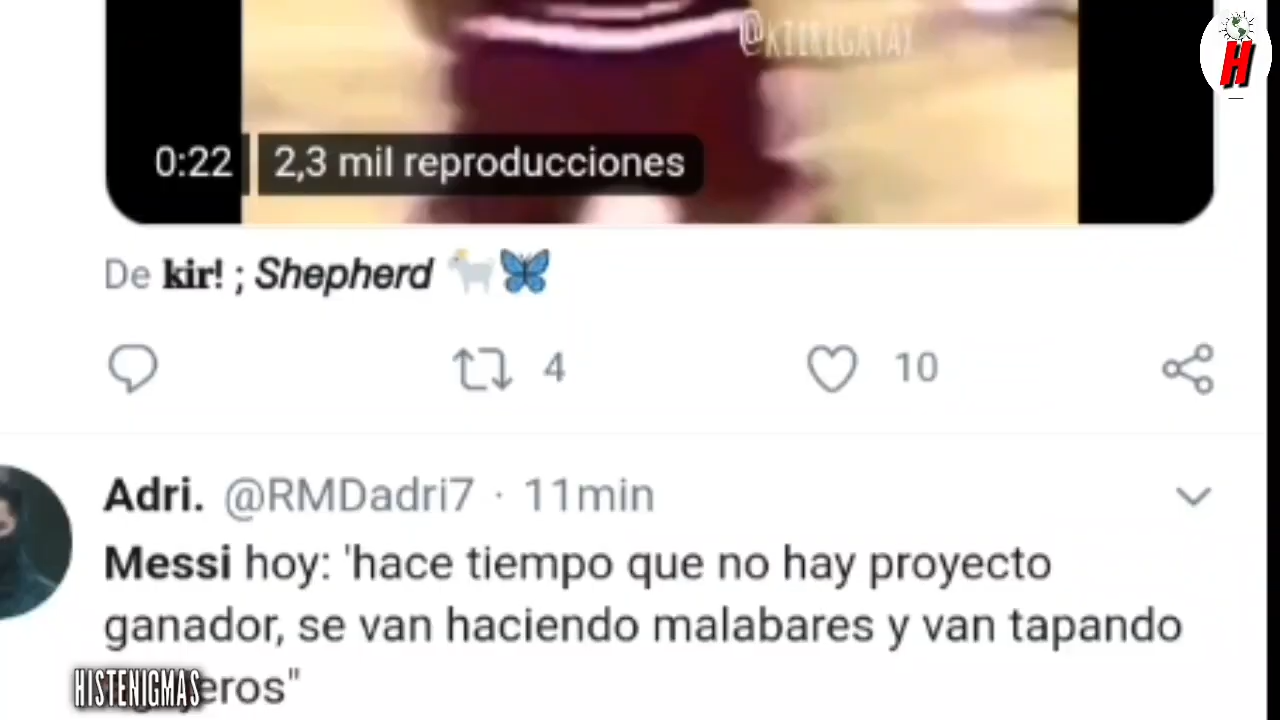 @KIIRIGAYAT
H
0:22
2,3 mil reproducciones
De kir! ; Shepherd
4
10
Adri. @RMDadri7 · 11min
Messi hoy: 'hace tiempo que no hay proyecto
ganador, se van haciendo malabares y van tapando
eros"
HISTENIGMAS